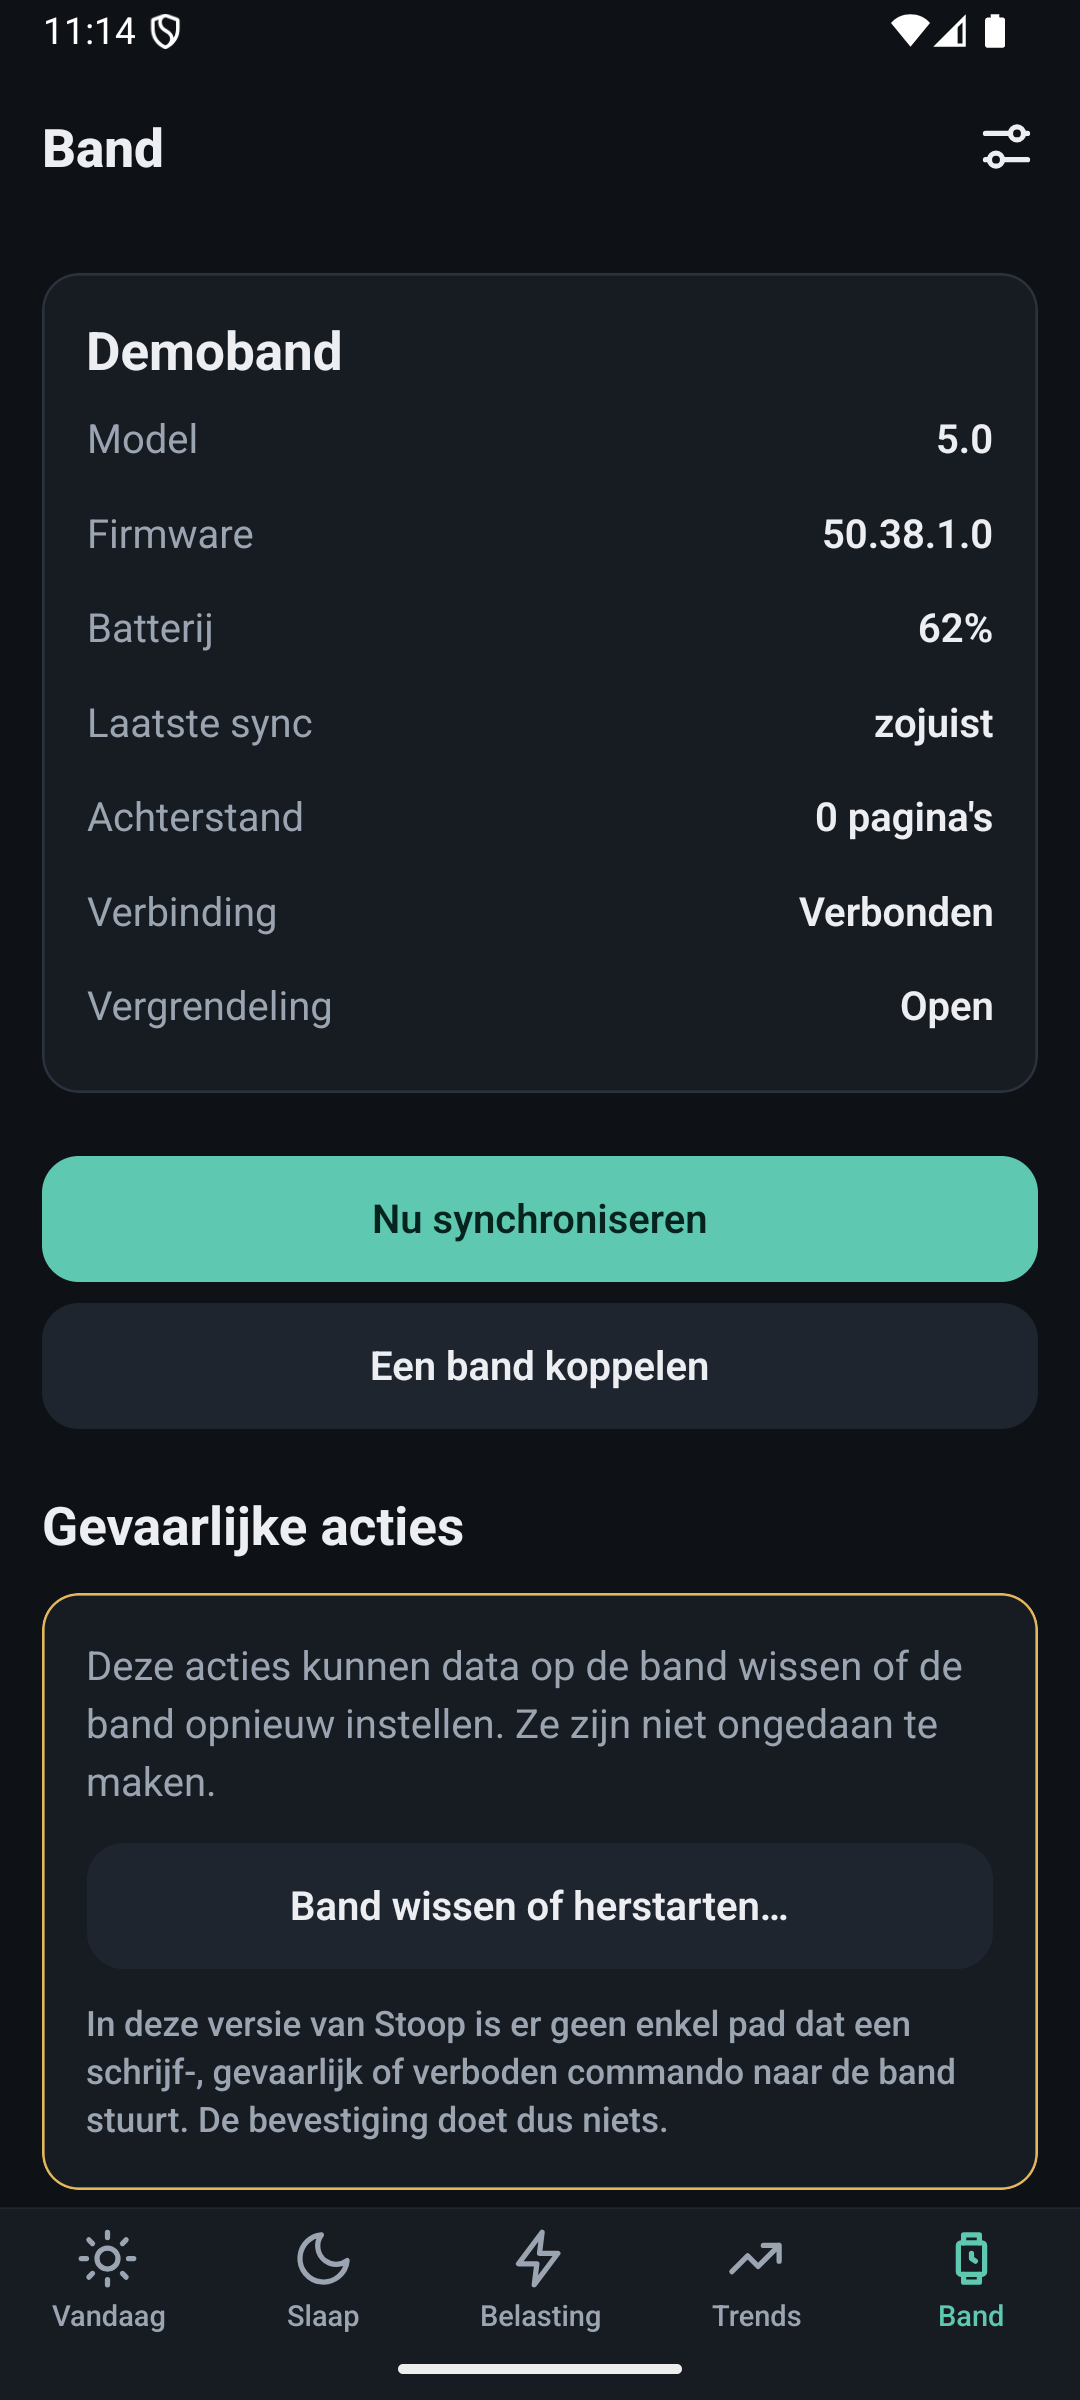 11:14
Band
Demoband
Model 5.0
Firmware 50.38.1.0
Batterij 62%
Laatste sync zojuist
Achterstand 0 pagina's
Verbinding Verbonden
Vergrendeling Open
Nu synchroniseren
Een band koppelen
Gevaarlijke acties
Deze acties kunnen data op de band wissen of de
band opnieuw instellen. Ze zijn niet ongedaan te
maken.
Band wissen of herstarten...
In deze versie van Stoop is er geen enkel pad dat een
schrijf-, gevaarlijk of verboden commando naar de band
stuurt. De bevestiging doet dus niets.
Vandaag Slaap Belasting Trends Band